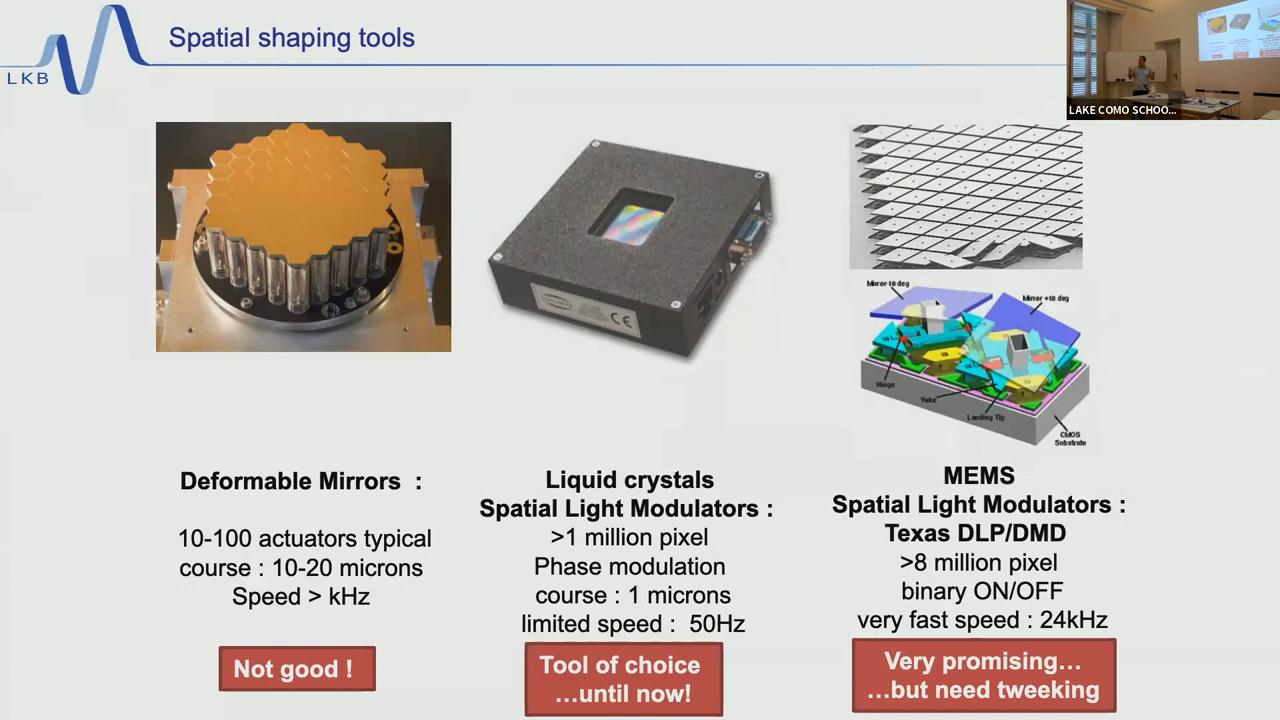 Spatial shaping tools
LKB
LAKE COMO SCHOO...
Mirror-10 deg
Mirror +10 deg
Hinge
Yoke
Landing Tip
CMOS
Substrate
CE
Deformable Mirrors :
10-100 actuators typical
course : 10-20 microns
Speed > kHz
Not good !
Liquid crystals
Spatial Light Modulators :
>1 million pixel
Phase modulation
course : 1 microns
limited speed : 50Hz
Tool of choice
...until now!
MEMS
Spatial Light Modulators :
Texas DLP/DMD
>8 million pixel
binary ON/OFF
very fast speed : 24kHz
Very promising...
...but need tweeking